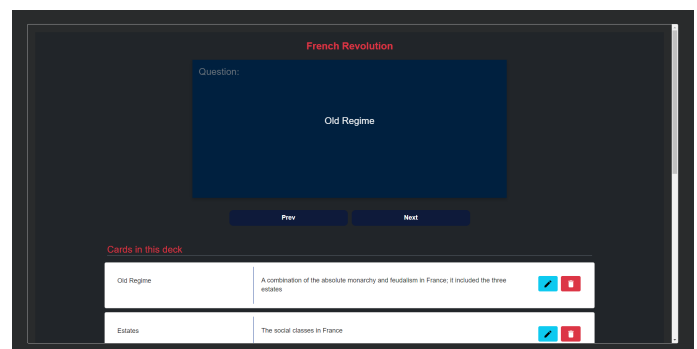 French Revolution
Question:
Old Regime
Prev
Next
Cards in this deck
Old Regime
A combination of the absolute monarchy and feudalism in France; it included the three
estates
Estates
The social classes in France